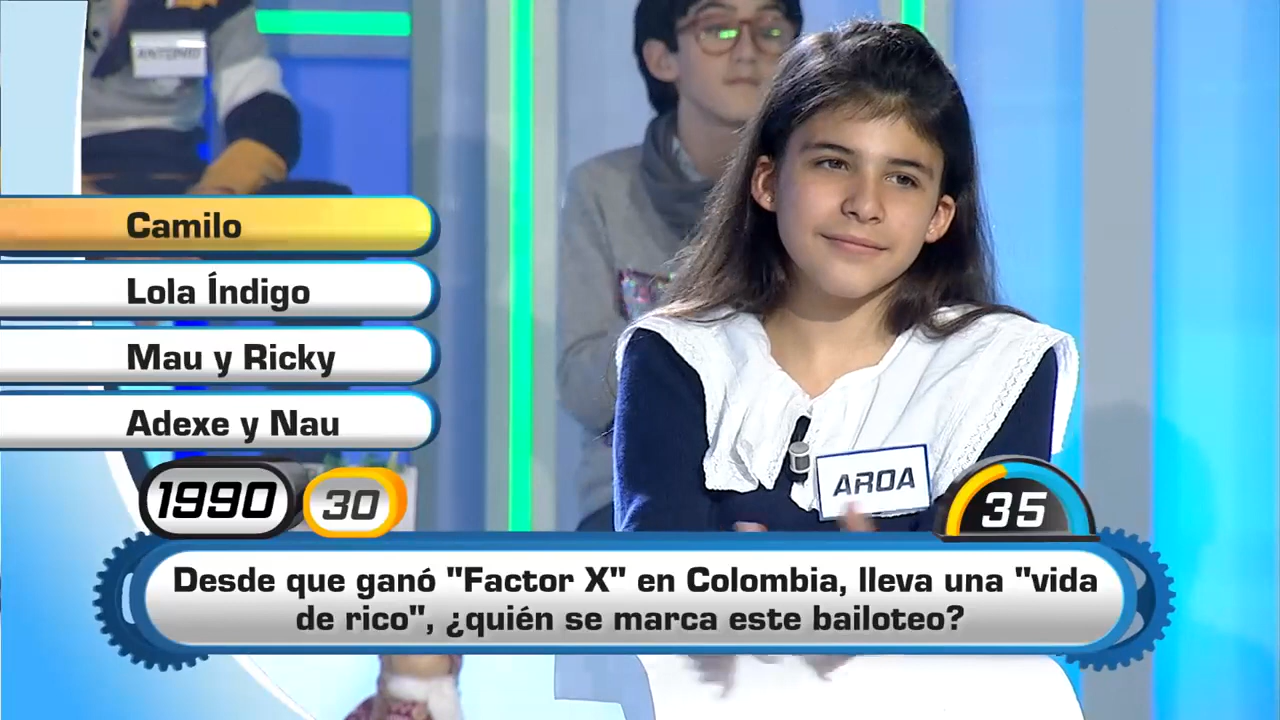 ANTONIO
Camilo
Lola Índigo
Mau y Ricky
Adexe y Nau
AROA
1990
30
35
Desde que ganó "Factor X" en Colombia, lleva una "vida
de rico", ¿quién se marca este bailoteo?